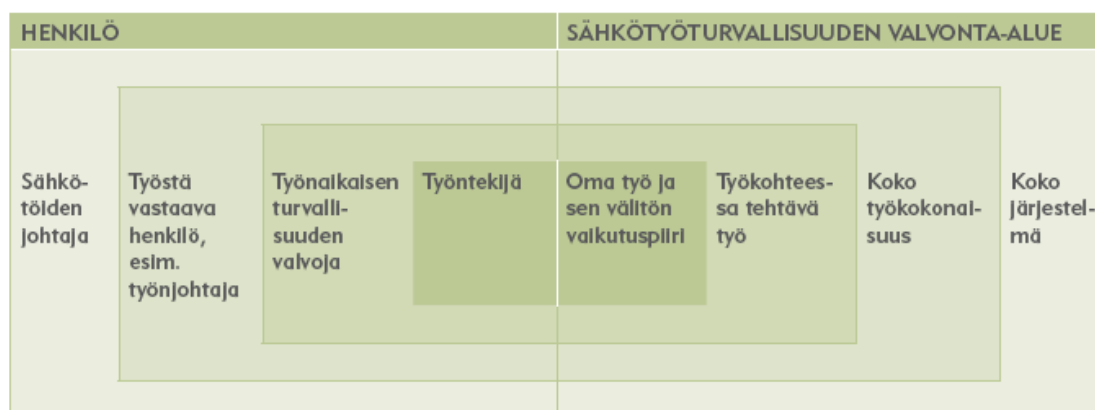 HENKILÖ
SÄHKÖTYÖTURVALLISUUDEN VALVONTA-ALUE
Sähkö-
töiden
johtaja
Työstä
vastaava
henkilö,
esim.
työnjohtaja
Työnaikaisen
turvalli-
suuden
valvoja
Työntekijä
Oma työ ja
sen välitön
vaikutuspiiri
Työkohtees-
sa tehtävä
työ
Koko
työkokonai-
suus
Koko
järjestel-
mä